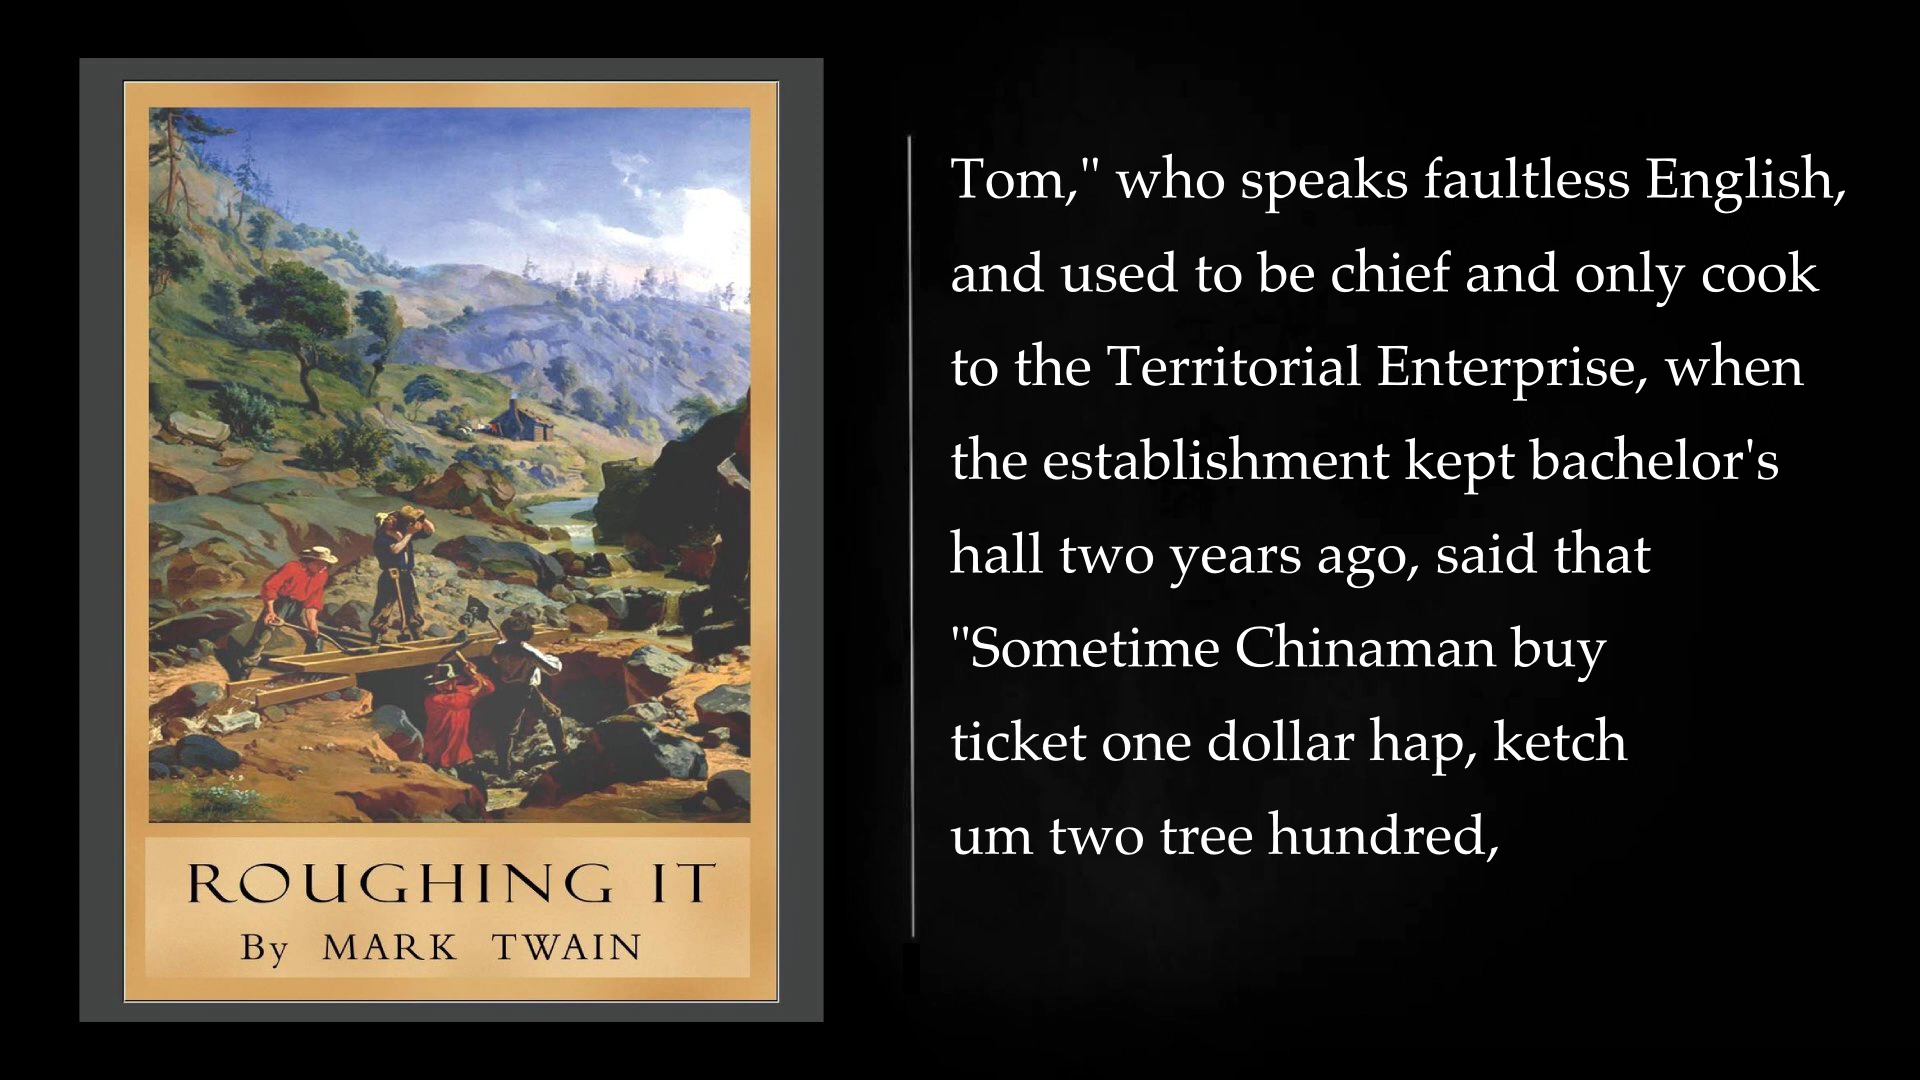 ROUGHING IT
By MARK TWAIN
Tom," who speaks faultless English,
and used to be chief and only cook
to the Territorial Enterprise, when
the establishment kept bachelor's
hall two years ago, said that
"Sometime Chinaman buy
ticket one dollar hap, ketch
um two tree hundred,